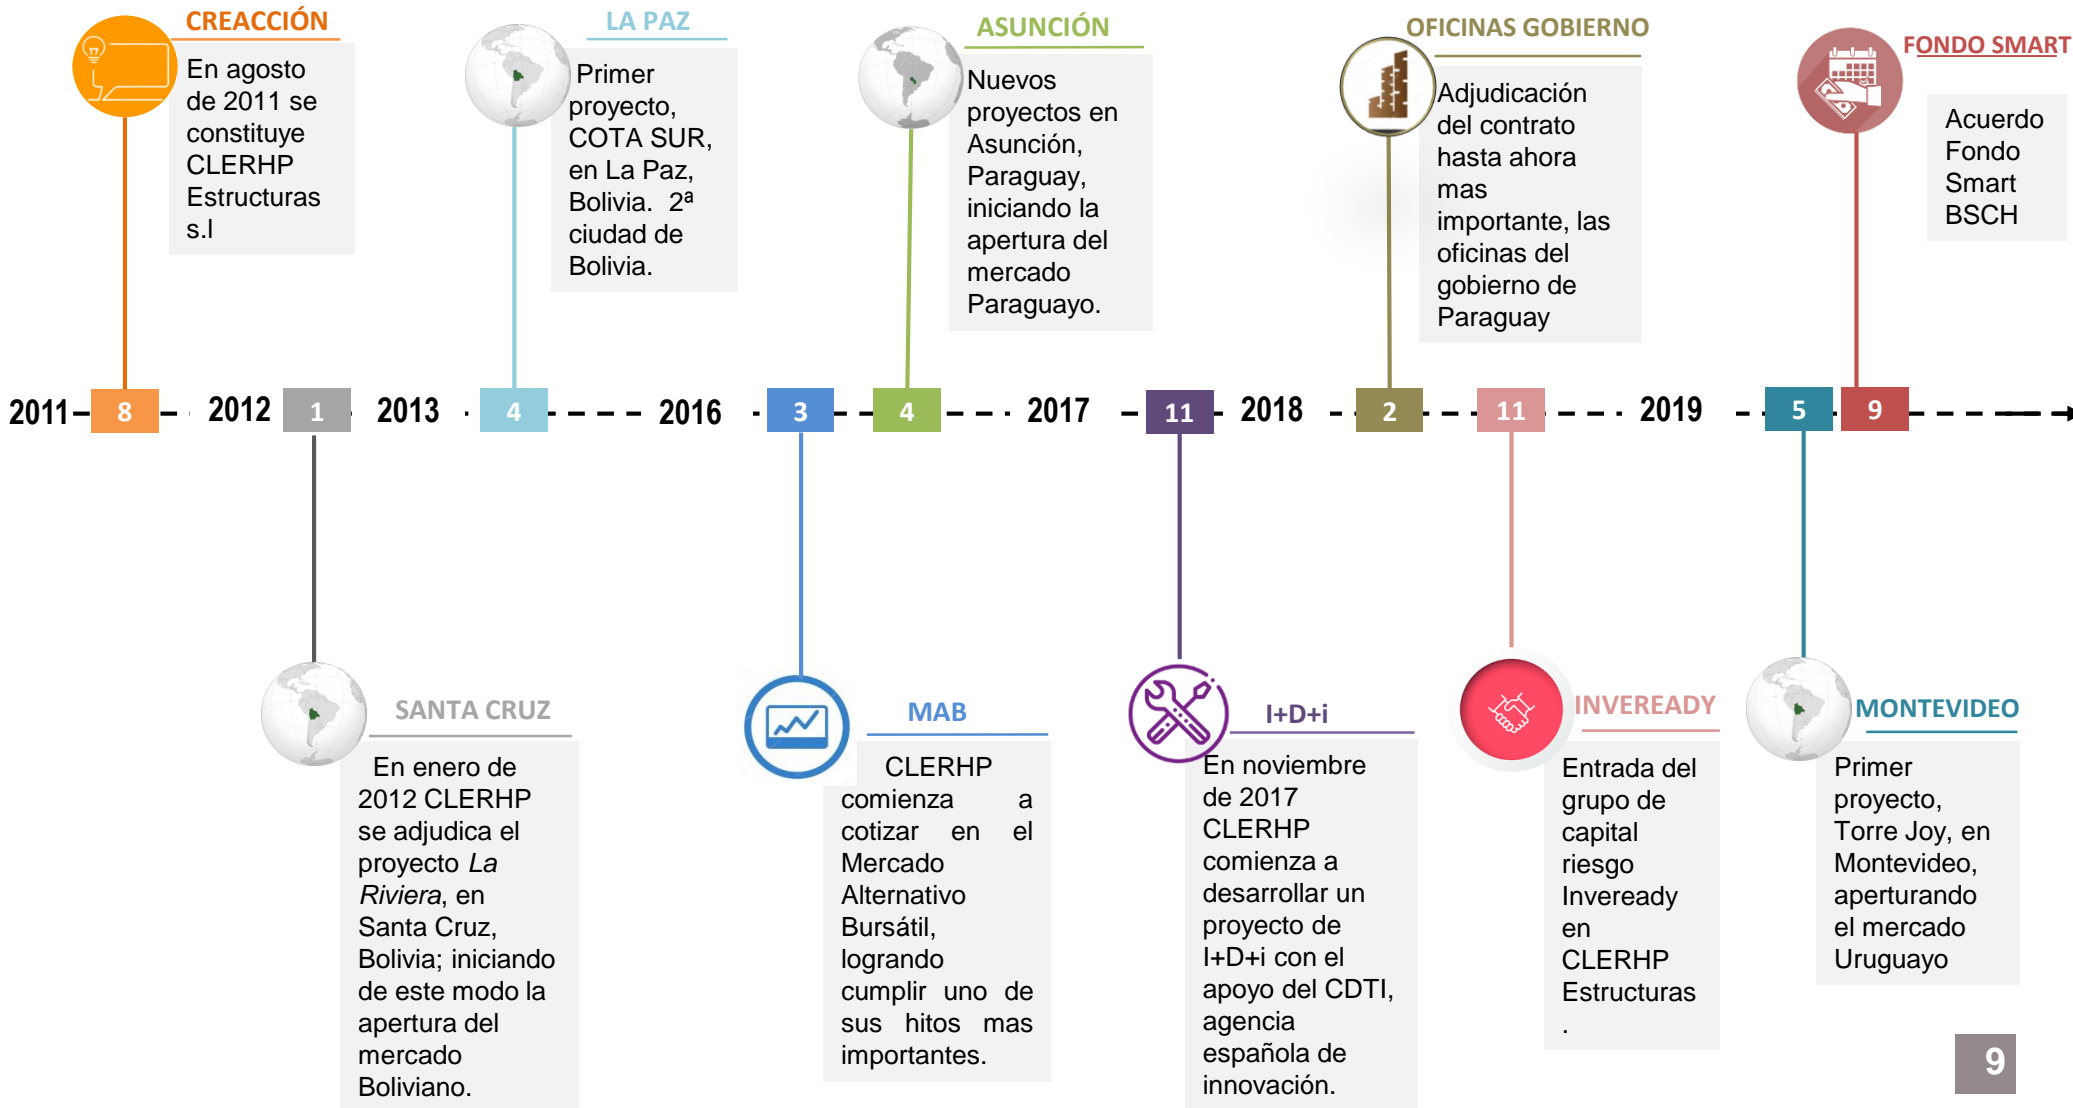 CREACCIÓN
En agosto
de 2011 se
constituye
CLERHP
Estructuras
s.l
LA PAZ
Primer
proyecto,
COTA SUR,
en La Paz,
Bolivia. 2ª
ciudad de
Bolivia.
ASUNCIÓN
Nuevos
proyectos en
Asunción,
Paraguay,
iniciando la
apertura del
mercado
Paraguayo.
OFICINAS GOBIERNO
Adjudicación
del contrato
hasta ahora
mas
importante, las
oficinas del
gobierno de
Paraguay
FONDO SMART
Acuerdo
Fondo
Smart
BSCH
2011 8 2012 1 2013 4 2016 3 4 2017 11 2018 2 11 2019 5 9
SANTA CRUZ
En enero de
2012 CLERHP
se adjudica el
proyecto La
Riviera, en
Santa Cruz,
Bolivia; iniciando
de este modo la
apertura del
mercado
Boliviano.
MAB
CLERHP
comienza a
cotizar en el
Mercado
Alternativo
Bursátil,
logrando
cumplir uno de
sus hitos mas
importantes.
I+D+i
En noviembre
de 2017
CLERHP
comienza a
desarrollar un
proyecto de
I+D+i con el
apoyo del CDTI,
agencia
española de
innovación.
INVEREADY
Entrada del
grupo de
capital
riesgo
Inveready
en
CLERHP
Estructuras
.
MONTEVIDEO
Primer
proyecto,
Torre Joy, en
Montevideo,
aperturando
el mercado
Uruguayo
9